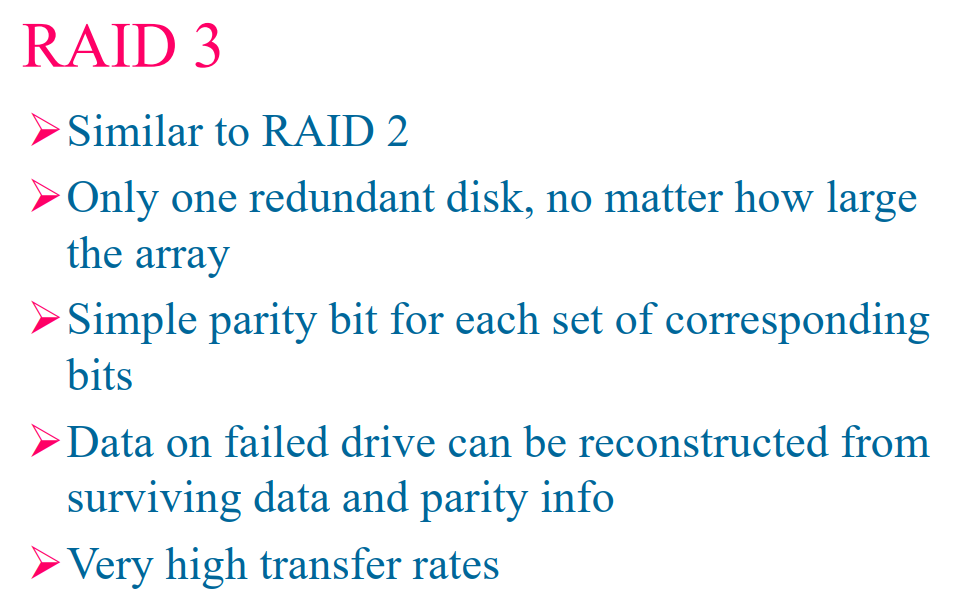 RAID 3
➢Similar to RAID 2
➢Only one redundant disk, no matter how large
the array
➢Simple parity bit for each set of corresponding
bits
➢Data on failed drive can be reconstructed from
surviving data and parity info
➢Very high transfer rates